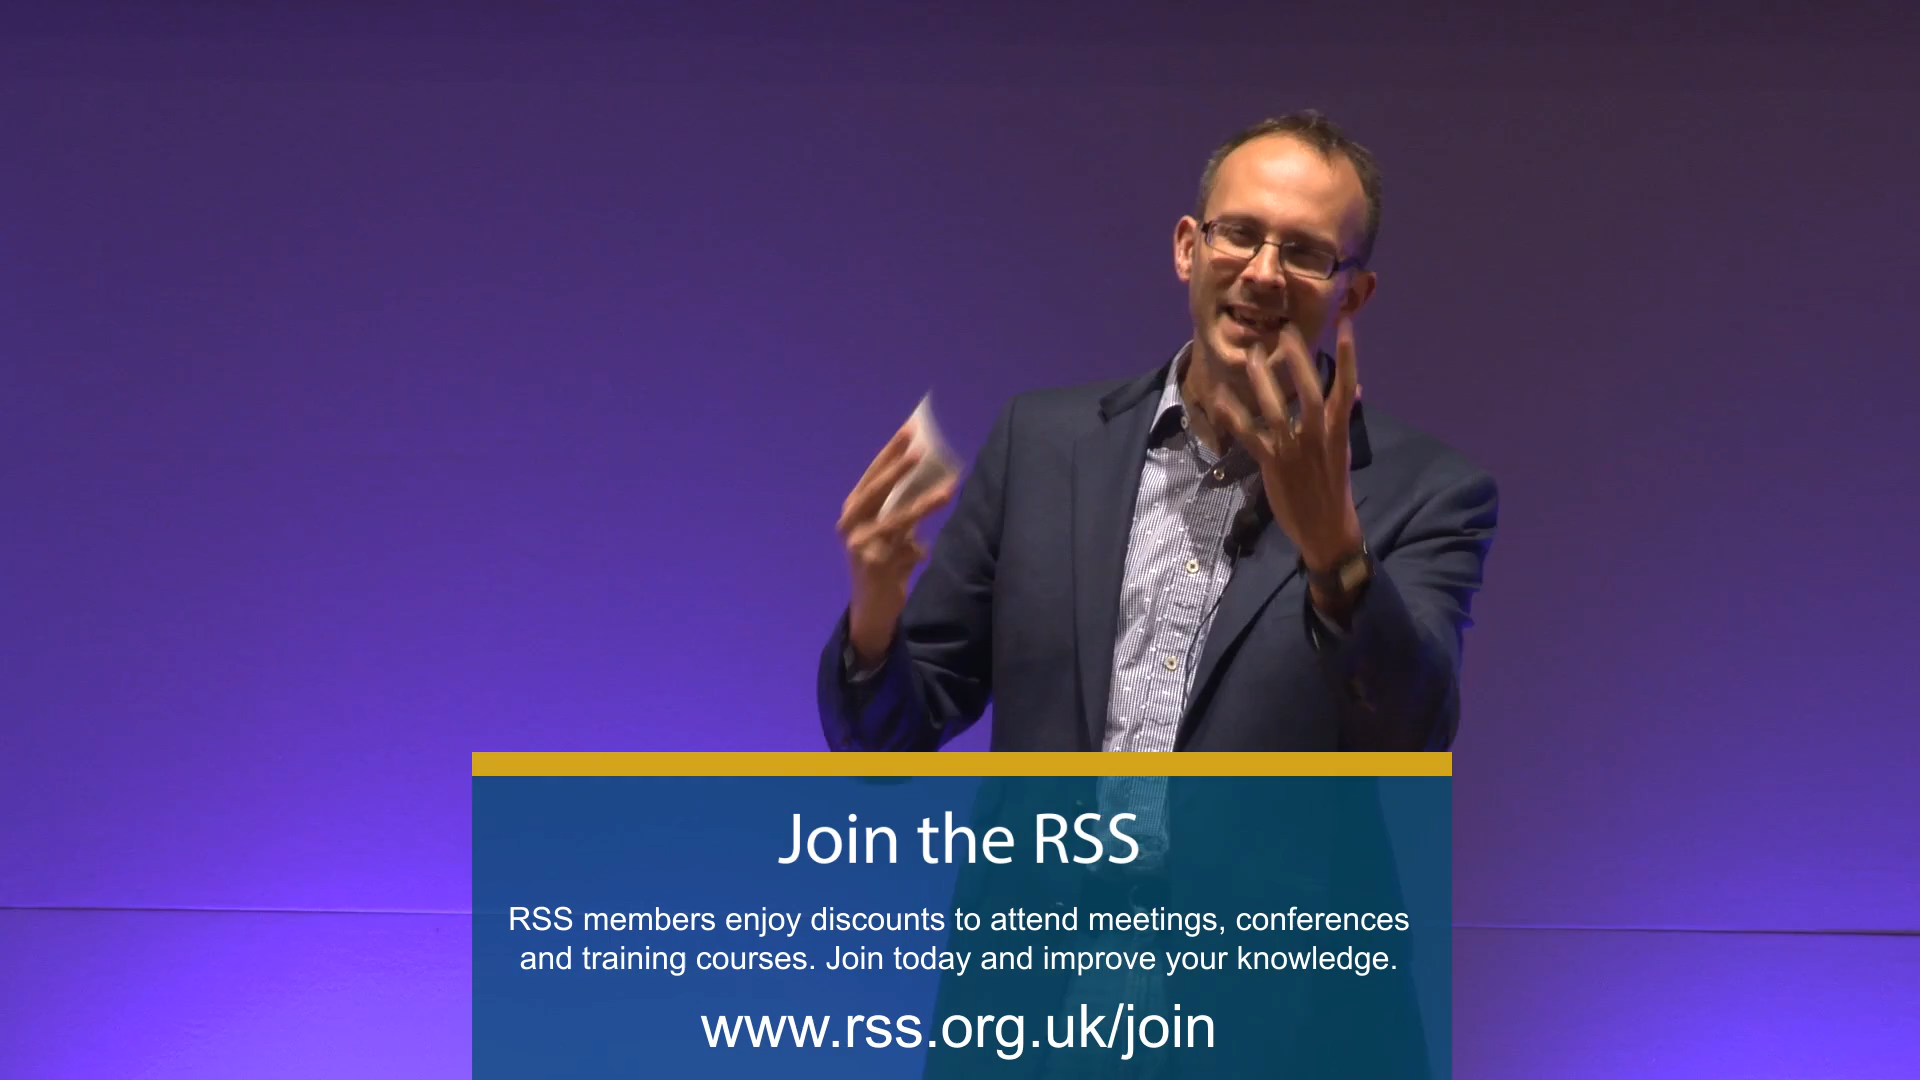 Join the RSS
RSS members enjoy discounts to attend meetings, conferences
and training courses. Join today and improve your knowledge.
www.rss.org.uk/join